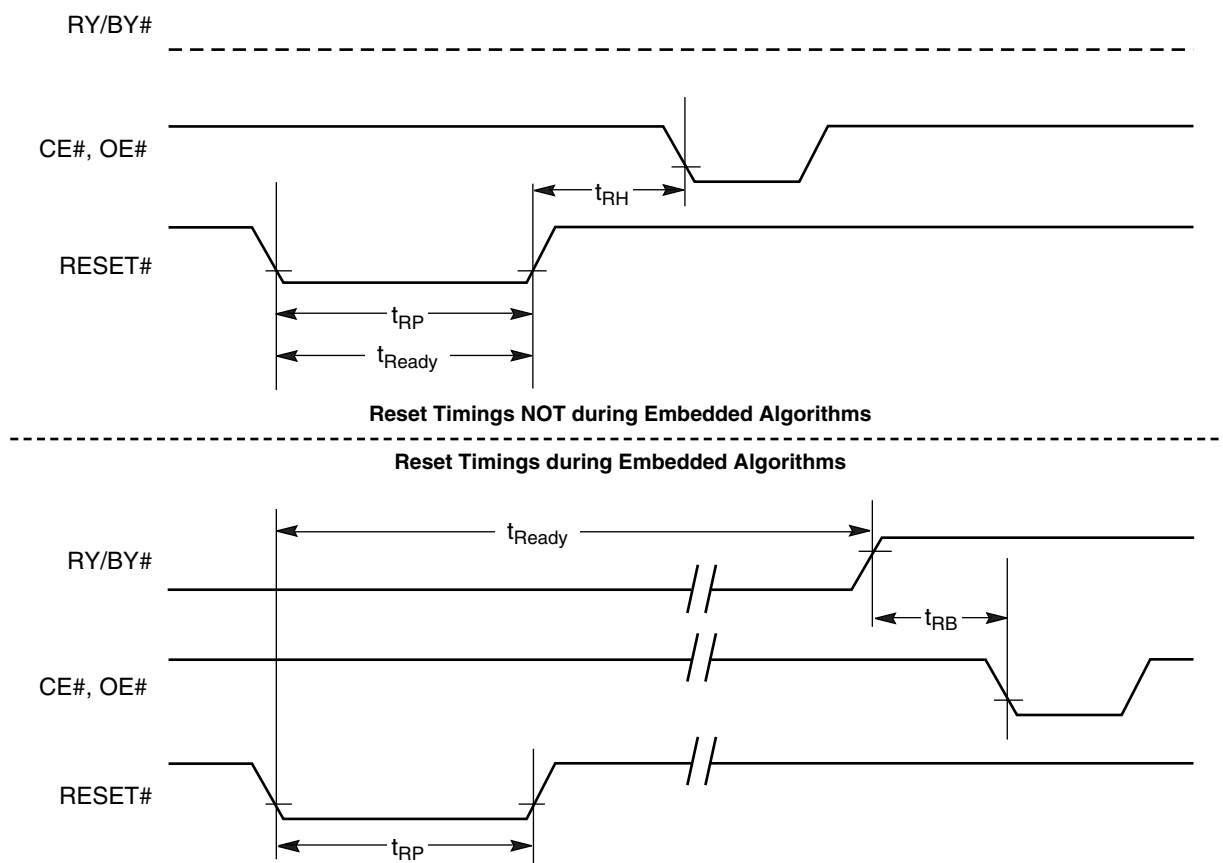 RY/BY#
CE#, OE#
tRH
RESET#
tRP
tReady
Reset Timings NOT during Embedded Algorithms
Reset Timings during Embedded Algorithms
tReady
RY/BY#
tRB
CE#, OE#
RESET#
tRP